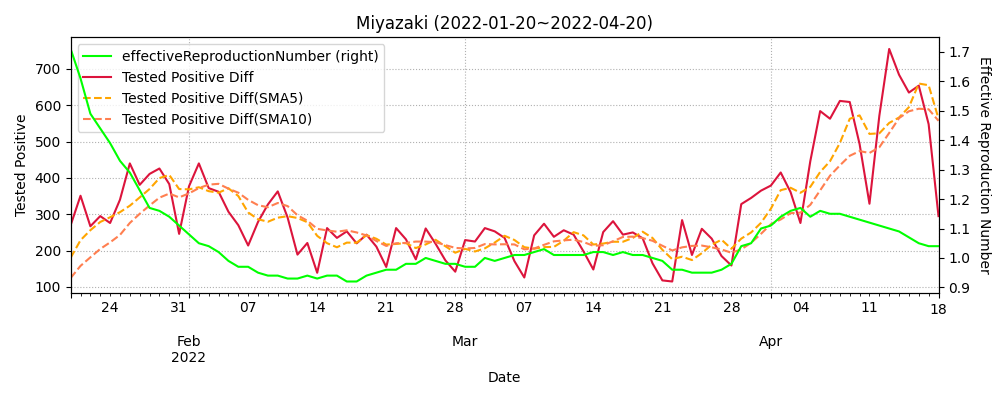 Miyazaki (2022-01-20~2022-04-20)
effectiveReproductionNumber (right)
Tested Positive Diff
Tested Positive Diff(SMA5)
Tested Positive Diff(SMA10)
Tested Positive
700
600
500
400
300
200
100
1.7
1.6
1.5
1.4
1.3
1.2
1.1
1.0
0.9
Effective Reproduction Number
24 31 07 14 21 28 07 14 21 28 04 11 18
Feb Mar Apr
2022
Date